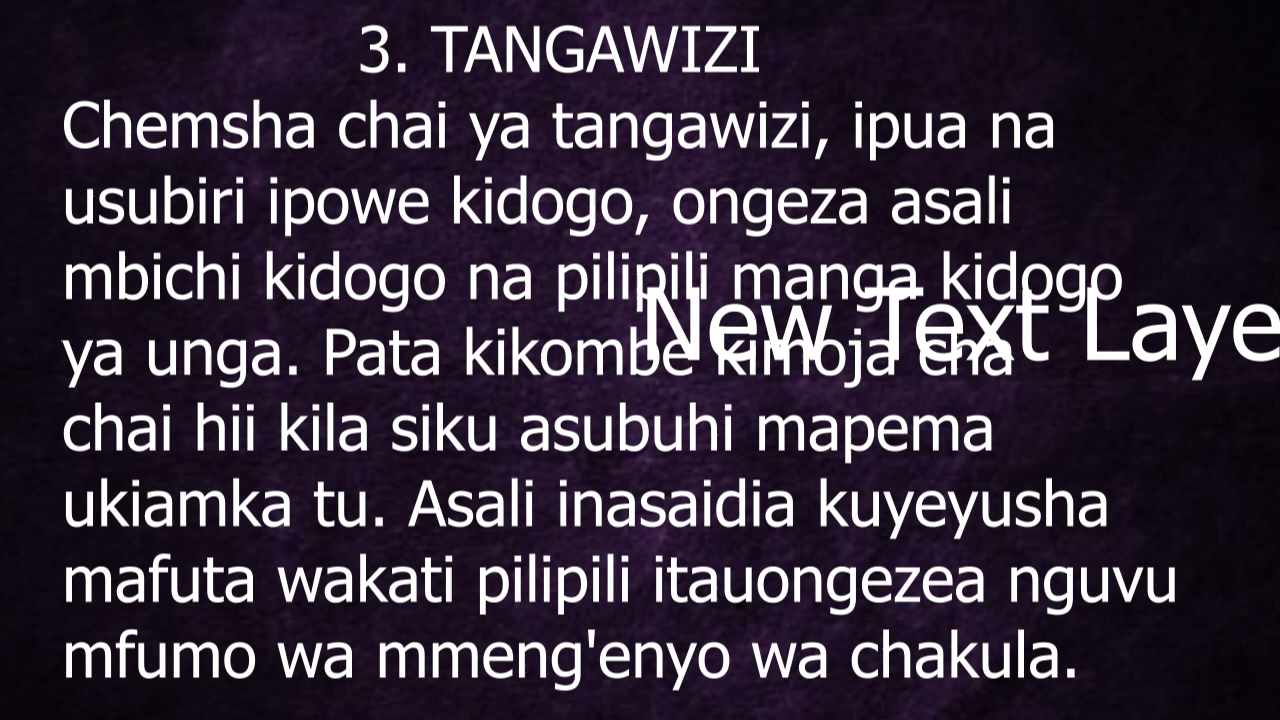 3. TANGAWIZI
Chemsha chai ya tangawizi, ipua na
usubiri ipowe kidogo, ongeza asali
mbichi kidogo na pilipili manga kidogo
New Text Laye
ya unga. Pata kikombe kimoja cha
chai hii kila siku asubuhi mapema
ukiamka tu. Asali inasaidia kuyeyusha
mafuta wakati pilipili itauongezea nguvu
mfumo wa mmeng'enyo wa chakula.